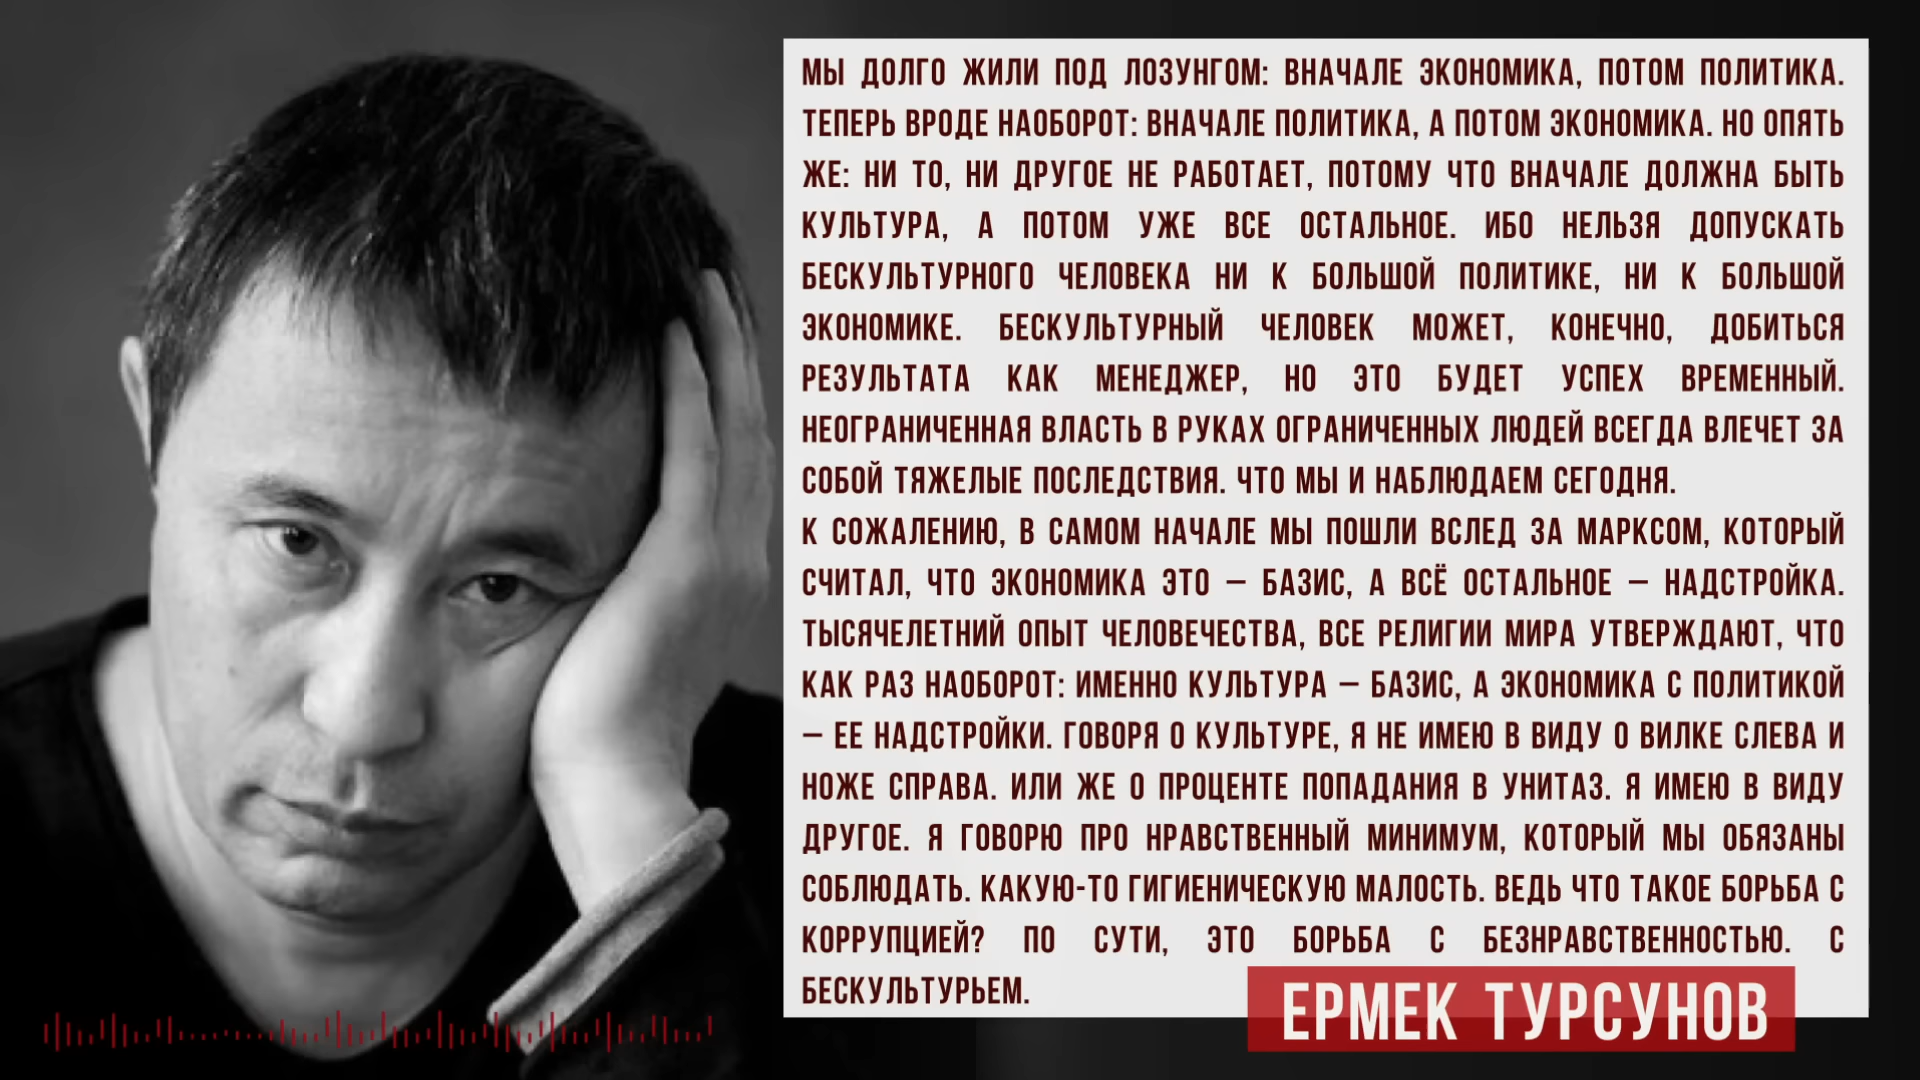 МЫ ДОЛГО ЖИЛИ ПОД ЛОЗУНГОМ: ВНАЧАЛЕ ЭКОНОМИКА, ПОТОМ ПОЛИТИКА.
ТЕПЕРЬ ВРОДЕ НАОБОРОТ: ВНАЧАЛЕ ПОЛИТИКА, А ПОТОМ ЭКОНОМИКА. НО ОПЯТЬ
ЖЕ: НИ ТО, НИ ДРУГОЕ НЕ РАБОТАЕТ, ПОТОМУ ЧТО ВНАЧАЛЕ ДОЛЖНА БЫТЬ
КУЛЬТУРА, А ПОТОМ УЖЕ ВСЕ ОСТАЛЬНОЕ. ИБО НЕЛЬЗЯ ДОПУСКАТЬ
БЕСКУЛЬТУРНОГО ЧЕЛОВЕКА НИ К БОЛЬШОЙ ПОЛИТИКЕ, НИ К БОЛЬШОЙ
ЭКОНОМИКЕ. БЕСКУЛЬТУРНЫЙ ЧЕЛОВЕК МОЖЕТ, КОНЕЧНО, ДОБИТЬСЯ
РЕЗУЛЬТАТА КАК МЕНЕДЖЕР, НО ЭТО БУДЕТ УСПЕХ ВРЕМЕННЫЙ.
НЕОГРАНИЧЕННАЯ ВЛАСТЬ В РУКАХ ОГРАНИЧЕННЫХ ЛЮДЕЙ ВСЕГДА ВЛЕЧЕТ ЗА
СОБОЙ ТЯЖЕЛЫЕ ПОСЛЕДСТВИЯ. ЧТО МЫ И НАБЛЮДАЕМ СЕГОДНЯ.
К СОЖАЛЕНИЮ, В САМОМ НАЧАЛЕ МЫ ПОШЛИ ВСЛЕД ЗА МАРКСОМ, КОТОРЫЙ
СЧИТАЛ, ЧТО ЭКОНОМИКА ЭТО – БАЗИС, А ВСЁ ОСТАЛЬНОЕ – НАДСТРОЙКА.
ТЫСЯЧЕЛЕТНИЙ ОПЫТ ЧЕЛОВЕЧЕСТВА, ВСЕ РЕЛИГИИ МИРА УТВЕРЖДАЮТ, ЧТО
КАК РАЗ НАОБОРОТ: ИМЕННО КУЛЬТУРА – БАЗИС, А ЭКОНОМИКА С ПОЛИТИКОЙ
– ЕЕ НАДСТРОЙКИ. ГОВОРЯ О КУЛЬТУРЕ, Я НЕ ИМЕЮ В ВИДУ О ВИЛКЕ СЛЕВА И
НОЖЕ СПРАВА. ИЛИ ЖЕ О ПРОЦЕНТЕ ПОПАДАНИЯ В УНИТАЗ. Я ИМЕЮ В ВИДУ
ДРУГОЕ. Я ГОВОРЮ ПРО НРАВСТВЕННЫЙ МИНИМУМ, КОТОРЫЙ МЫ ОБЯЗАНЫ
СОБЛЮДАТЬ. КАКУЮ-ТО ГИГИЕНИЧЕСКУЮ МАЛОСТЬ. ВЕДЬ ЧТО ТАКОЕ БОРЬБА С
КОРРУПЦИЕЙ? ПО СУТИ, ЭТО БОРЬБА С БЕЗНРАВСТВЕННОСТЬЮ. С
БЕСКУЛЬТУРЬЕМ.
ЕРМЕК ТУРСУНОВ